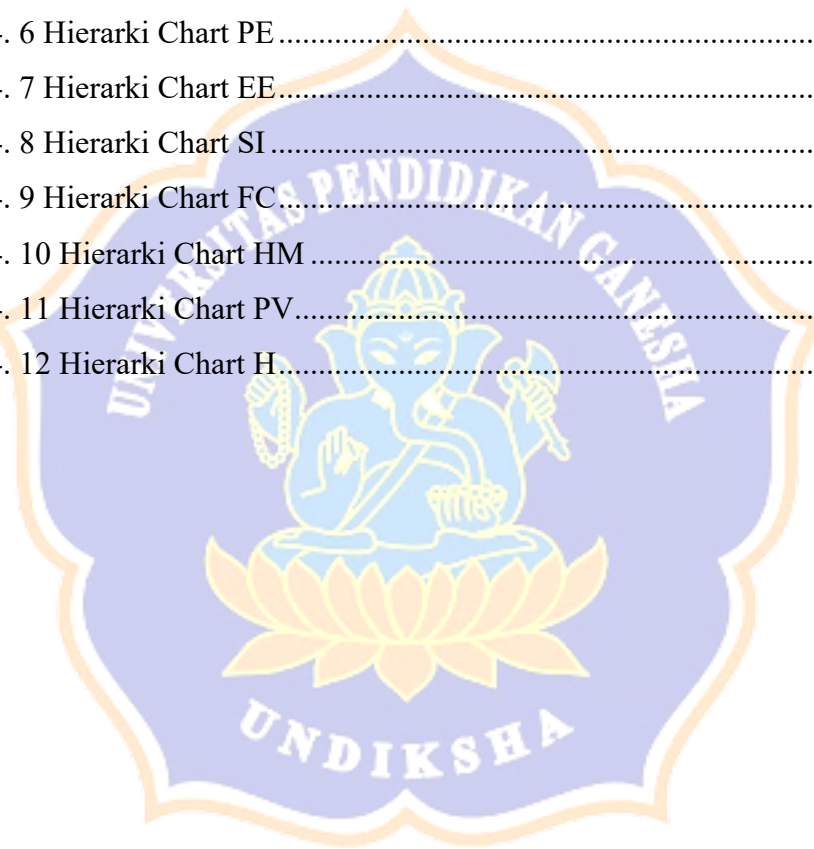 . 6 Hierarki Chart PE
. 7 Hierarki Chart EE
. 8 Hierarki Chart SI
. 9 Hierarki Chart FC
. 10 Hierarki Chart HM
. 11 Hierarki Chart PV
. 12 Hierarki Chart H
UNIVERSITAS PENDIDIKAN GANESHA
UNDIKSHA